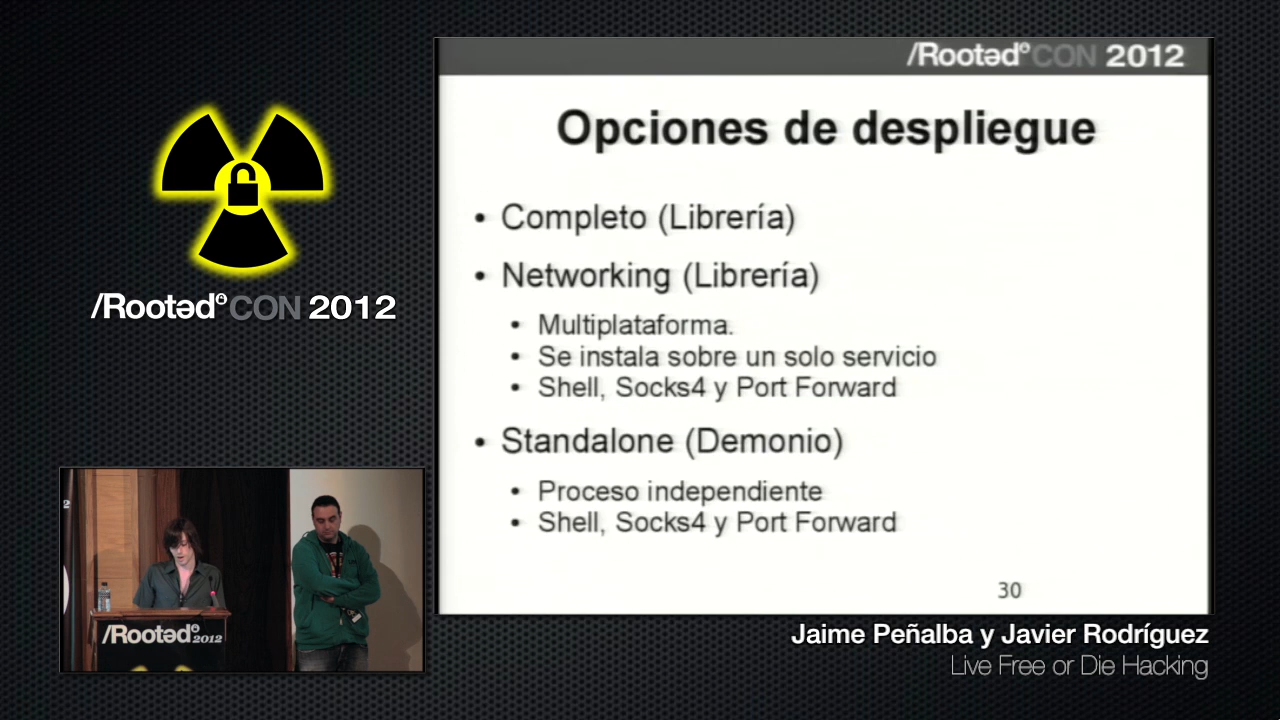 /Rootəd CON 2012
Opciones de despliegue
• Completo (Librería)
• Networking (Librería)
• Multiplataforma.
• Se instala sobre un solo servicio
• Shell, Socks4 y Port Forward
• Standalone (Demonio)
• Proceso independiente
• Shell, Socks4 y Port Forward
30
/Rootəd CON 2012
/Rootəd 2012
Jaime Peñalba y Javier Rodríguez
Live Free or Die Hacking